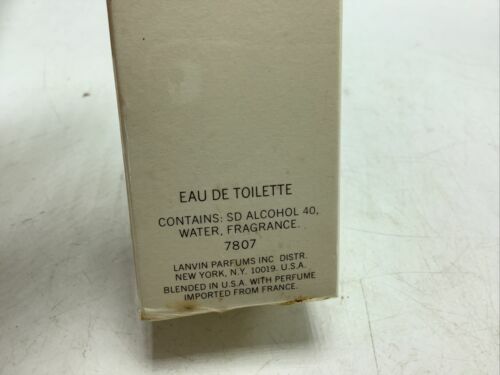 EAU DE TOILETTE
CONTAINS: SD ALCOHOL 40,
WATER, FRAGRANCE.
7807
LANVIN PARFUMS INC DISTR.
NEW YORK, N.Y. 10019. U.S.A.
BLENDED IN U.S.A. WITH PERFUME
IMPORTED FROM FRANCE.